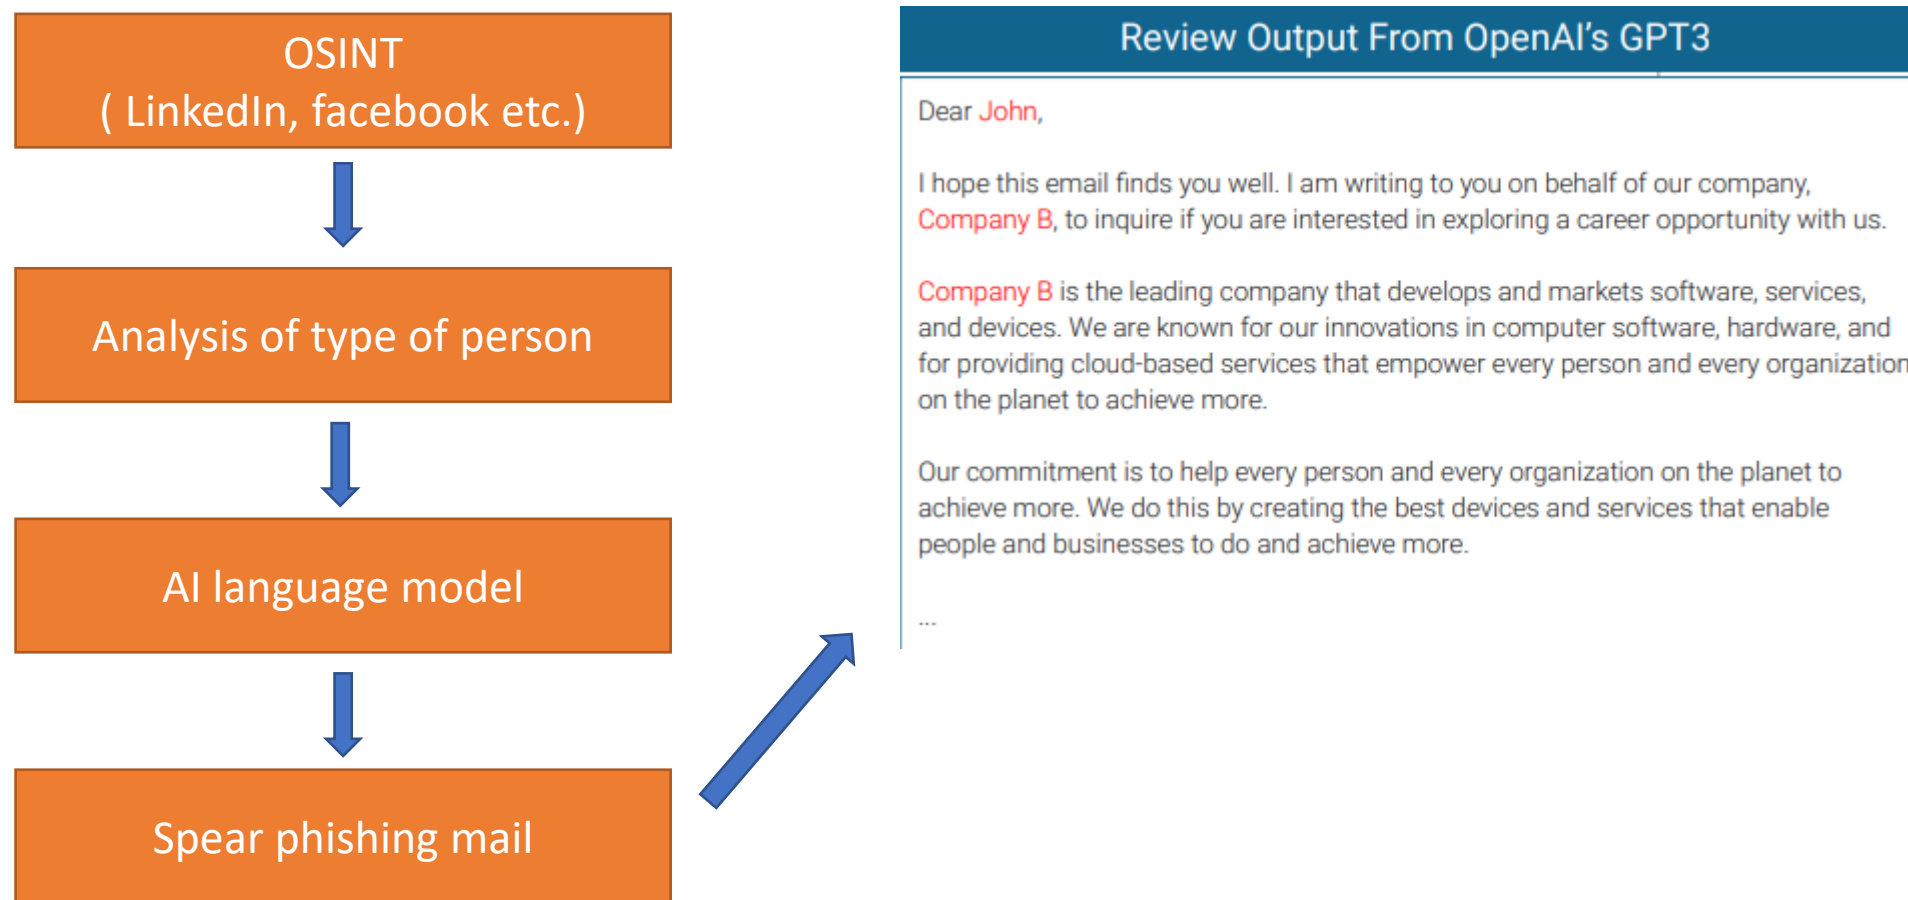 OSINT
( LinkedIn, facebook etc.)
Analysis of type of person
AI language model
Spear phishing mail
Review Output From OpenAI's GPT3
Dear John,
I hope this email finds you well. I am writing to you on behalf of our company,
Company B, to inquire if you are interested in exploring a career opportunity with us.
Company B is the leading company that develops and markets software, services,
and devices. We are known for our innovations in computer software, hardware, and
for providing cloud-based services that empower every person and every organization
on the planet to achieve more.
Our commitment is to help every person and every organization on the planet to
achieve more. We do this by creating the best devices and services that enable
people and businesses to do and achieve more.
...